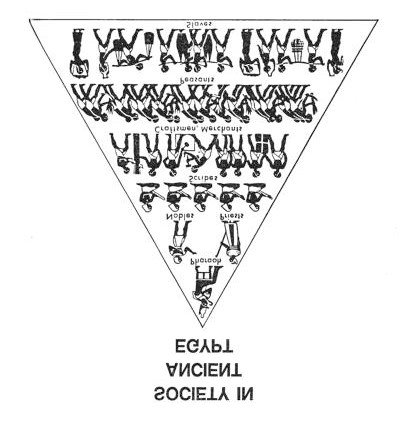 SOCIETY IN
ANCIENT
EGYPT
Pharaoh
Nobles Priests
Scribes
Craftsmen, Merchants
Peasants
Slaves